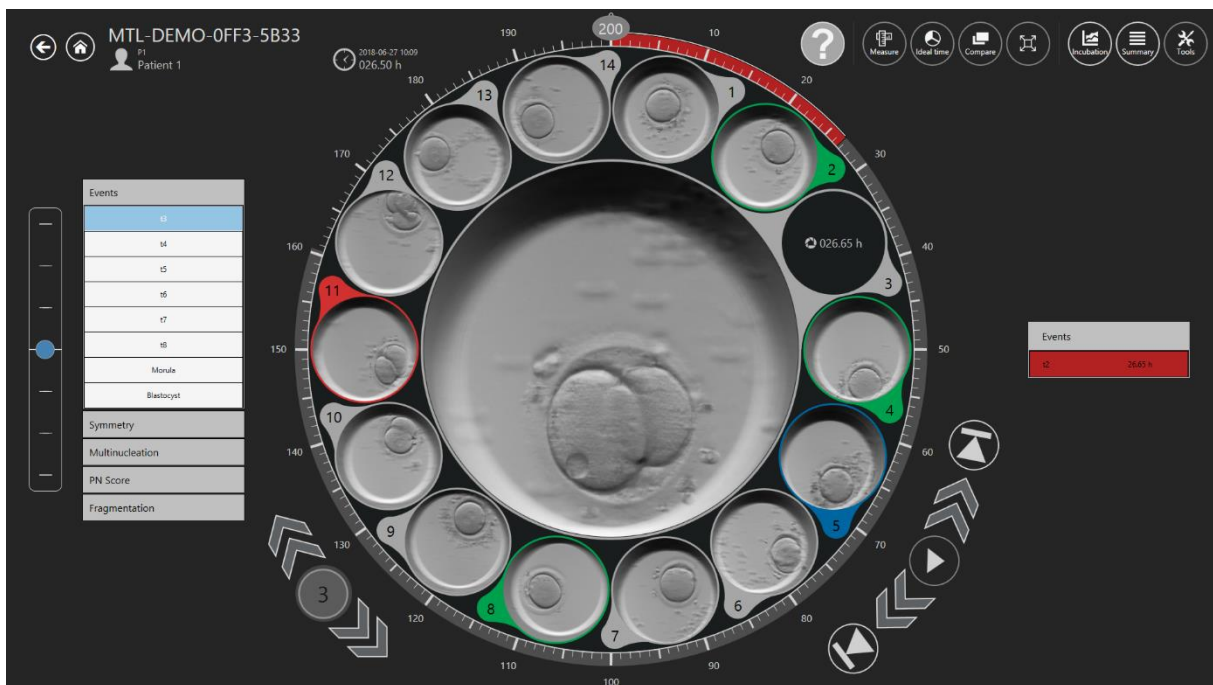 MTL-DEMO-0FF3-5B33
P1
Patient 1
2018-06-27 10:09
026.50 h
?
Measure
Ideal time
Compare
Incubation
Summary
Tools
200
10
20
30
40
50
60
70
80
90
100
110
120
130
140
150
160
170
180
190
1
2
3
4
5
6
7
8
9
10
11
12
13
14
026.65 h
Events
t3
t4
t5
t6
t7
t8
Morula
Blastocyst
Symmetry
Multinucleation
PN Score
Fragmentation
3
Events
t2 26.65 h